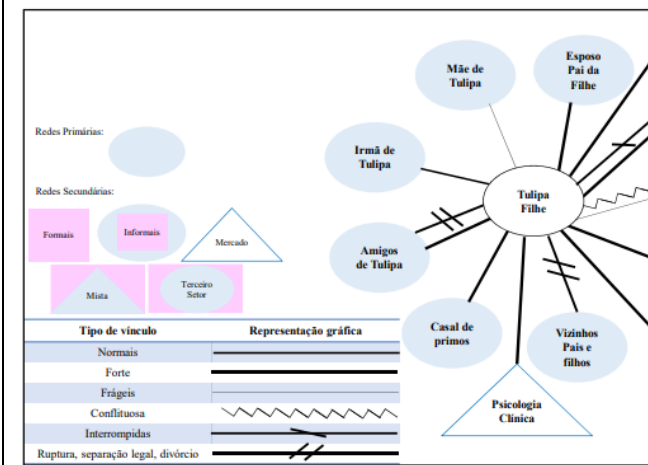 Mãe de
Tulipa
Esposo
Pai da
Filhe
Redes Primárias:
Irmã de
Tulipa
Tulipa
Filhe
Redes Secundárias:
Formais
Informais
Mercado
Amigos
de Tulipa
Mista
Terceiro
Setor
Casal de
primos
Vizinhos
Pais e
filhos
Psicologia
Clínica
Tipo de vínculo
Representação gráfica
Normais
Forte
Frágeis
Conflituosa
Interrompidas
Ruptura, separação legal, divórcio